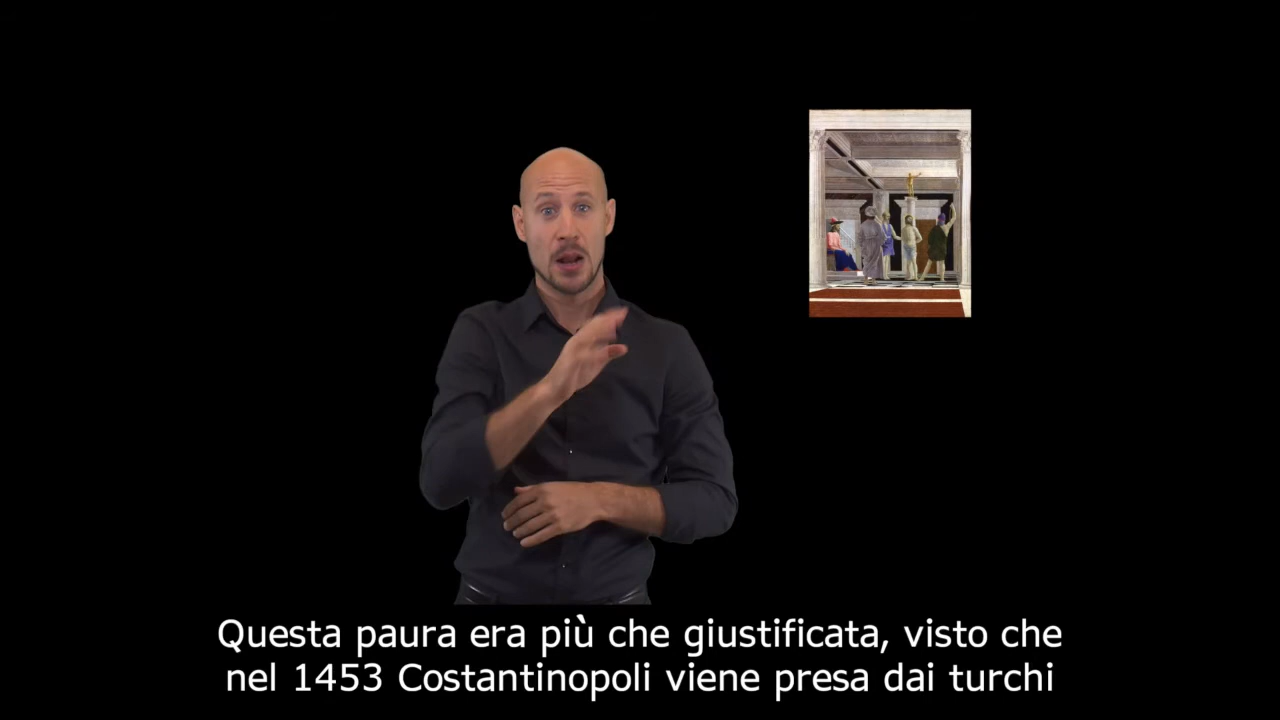 Questa paura era più che giustificata, visto che
nel 1453 Costantinopoli viene presa dai turchi